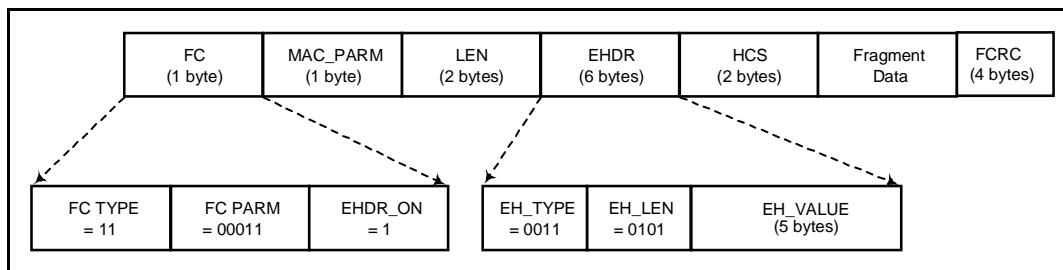 FC
(1 byte)
MAC_PARM
(1 byte)
LEN
(2 bytes)
EHDR
(6 bytes)
HCS
(2 bytes)
Fragment
Data
FCRC
(4 bytes)
FC TYPE
= 11
FC PARM
= 00011
EHDR_ON
= 1
EH_TYPE
= 0011
EH_LEN
= 0101
EH_VALUE
(5 bytes)